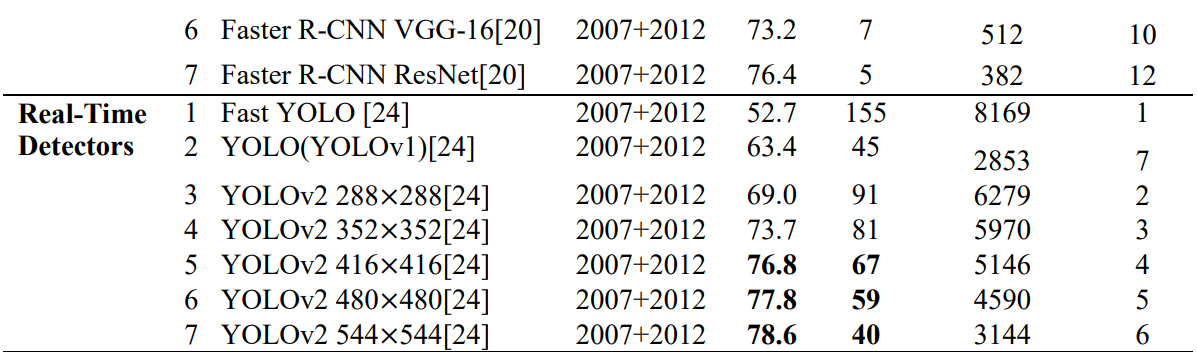 6 Faster R-CNN VGG-16[20] 2007+2012 73.2 7 512 10
7 Faster R-CNN ResNet[20] 2007+2012 76.4 5 382 12
Real-Time 1 Fast YOLO [24] 2007+2012 52.7 155 8169 1
Detectors 2 YOLO(YOLOv1)[24] 2007+2012 63.4 45 2853 7
3 YOLOv2 288×288[24] 2007+2012 69.0 91 6279 2
4 YOLOv2 352×352[24] 2007+2012 73.7 81 5970 3
5 YOLOv2 416×416[24] 2007+2012 76.8 67 5146 4
6 YOLOv2 480×480[24] 2007+2012 77.8 59 4590 5
7 YOLOv2 544×544[24] 2007+2012 78.6 40 3144 6